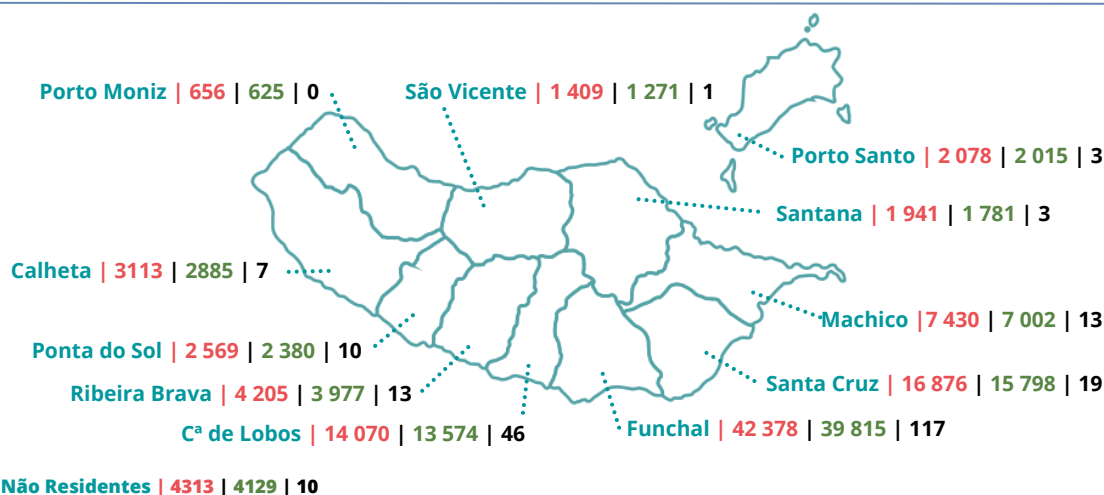 Porto Moniz | 656 | 625 | 0
São Vicente | 1 409 | 1 271 | 1
Porto Santo | 2 078 | 2 015 | 3
Santana | 1 941 | 1 781 | 3
Calheta | 3113 | 2885 | 7
Machico |7 430 | 7 002 | 13
Ponta do Sol | 2 569 | 2 380 | 10
Santa Cruz | 16 876 | 15 798 | 19
Ribeira Brava | 4 205 | 3 977 | 13
Cª de Lobos | 14 070 | 13 574 | 46
Funchal | 42 378 | 39 815 | 117
Não Residentes | 4313 | 4129 | 10